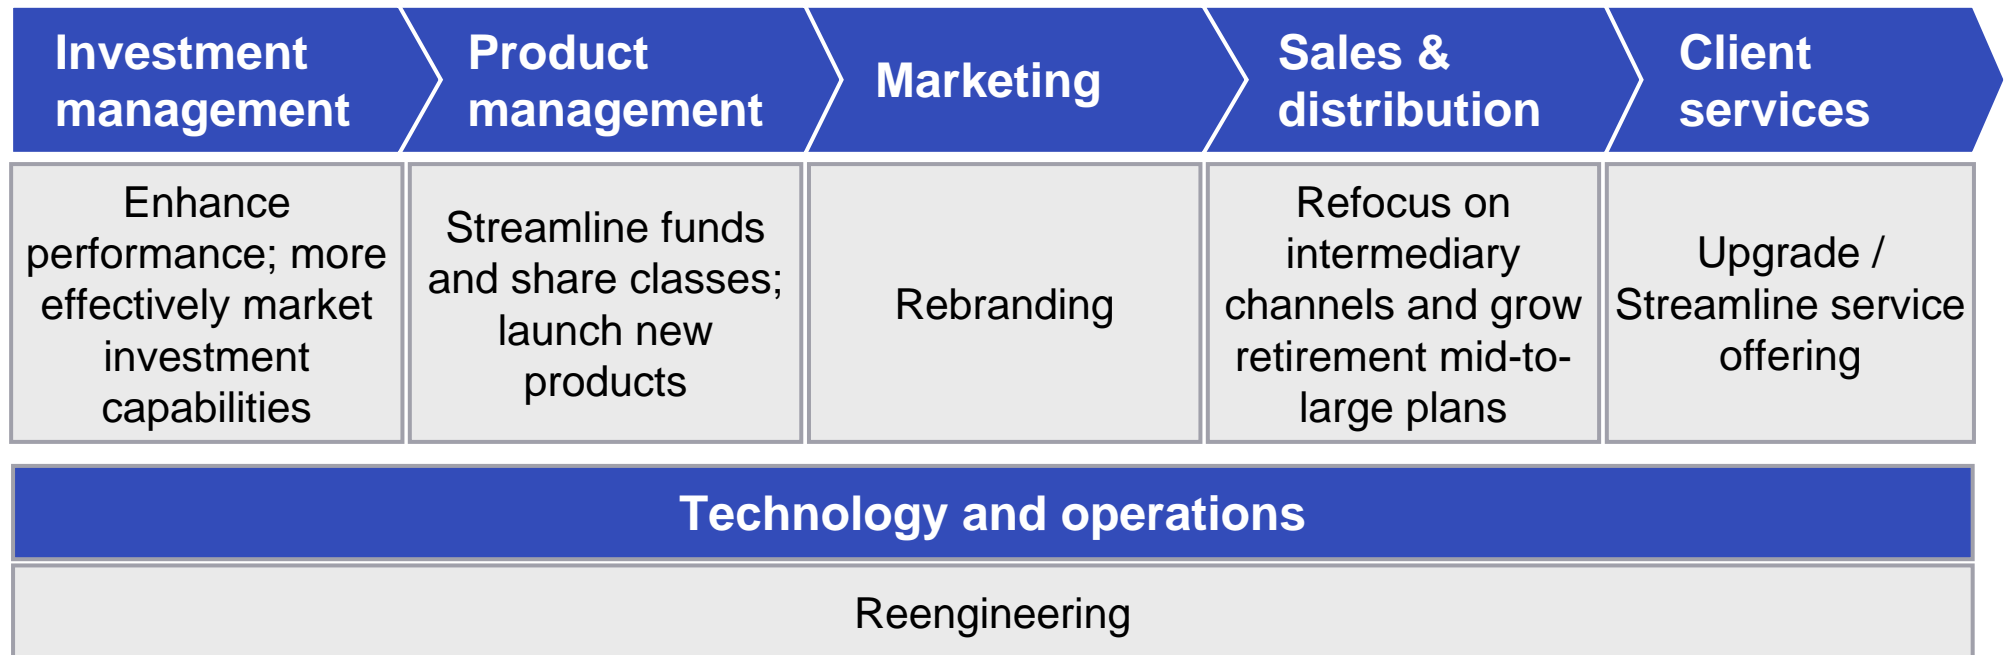 Investment
management
Product
management
Marketing
Sales &
distribution
Client
services
Enhance
performance; more
effectively market
investment
capabilities
Streamline funds
and share classes;
launch new
products
Rebranding
Refocus on
intermediary
channels and grow
retirement mid-to-
large plans
Upgrade /
Streamline service
offering
Technology and operations
Reengineering